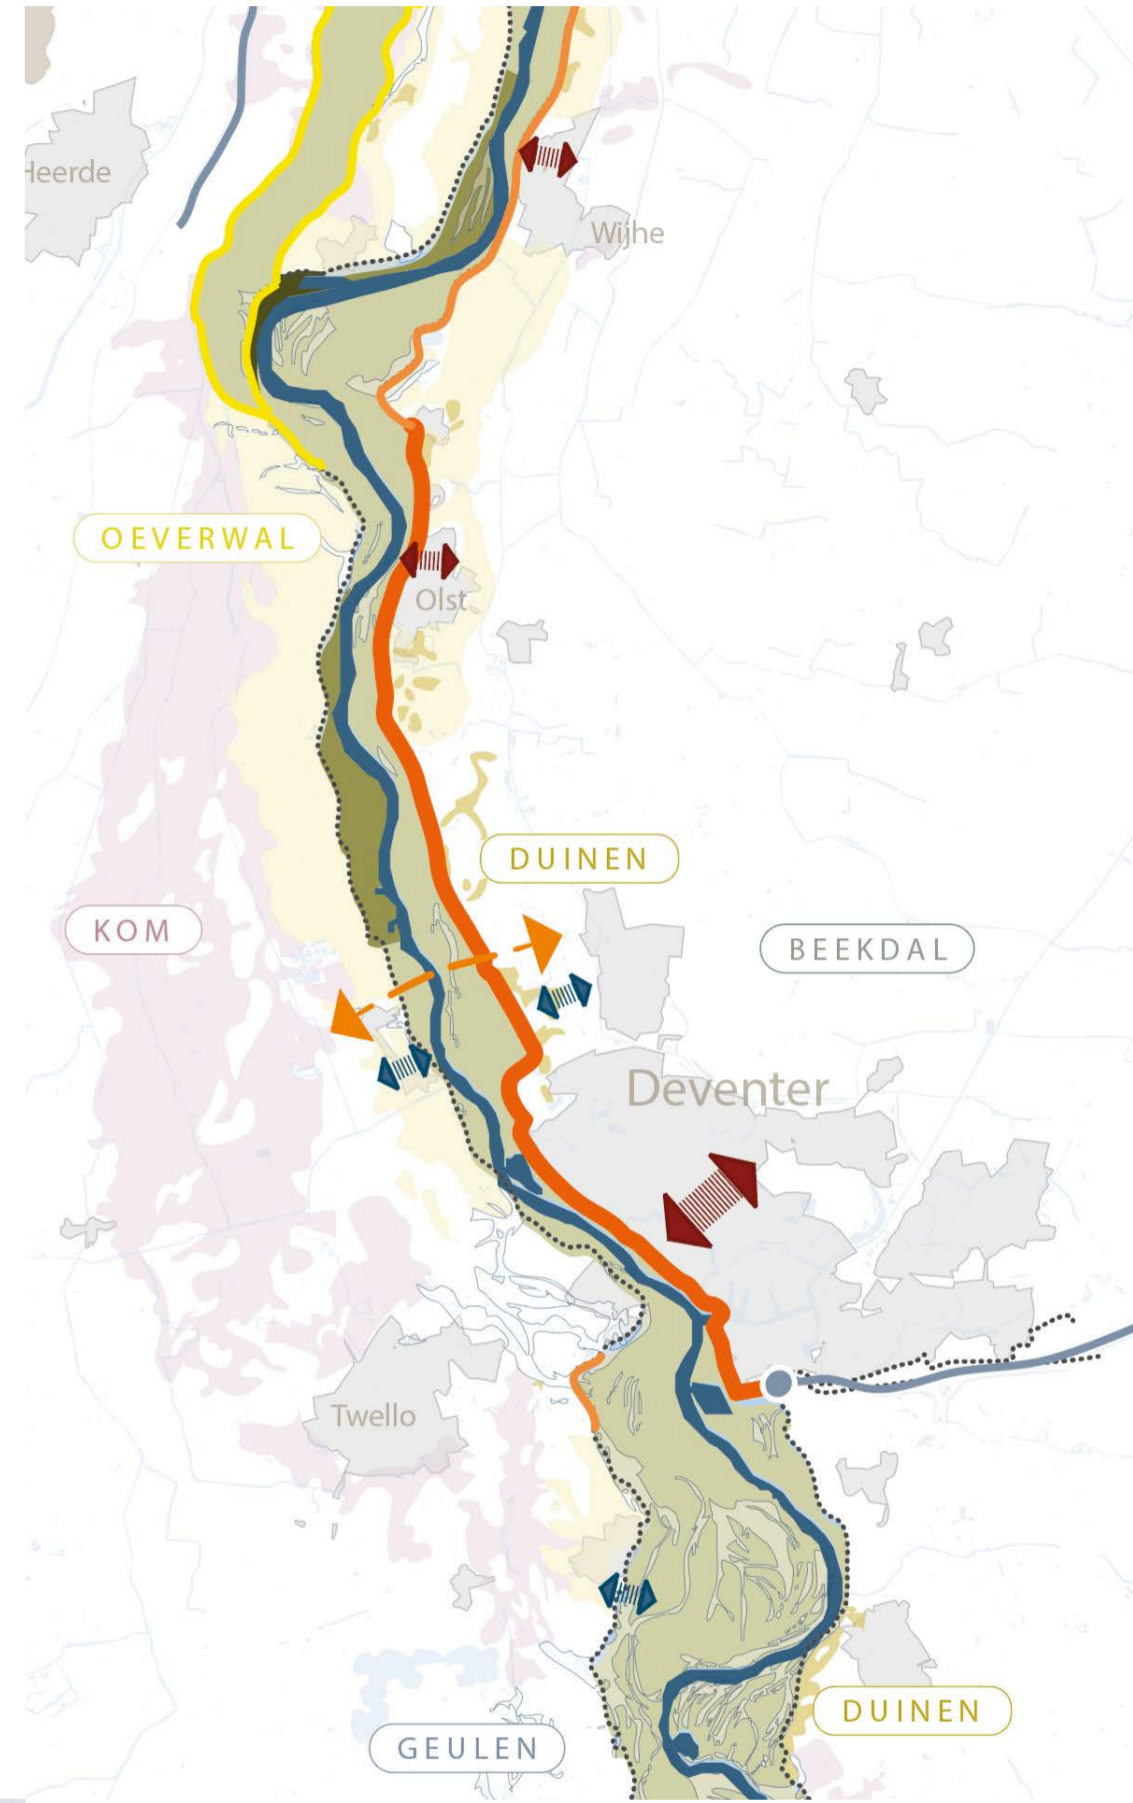 Heerde
Wijhe
OEVERWAL
Olst
DUINEN
KOM
BEEKDAL
Deventer
Twello
DUINEN
GEULEN